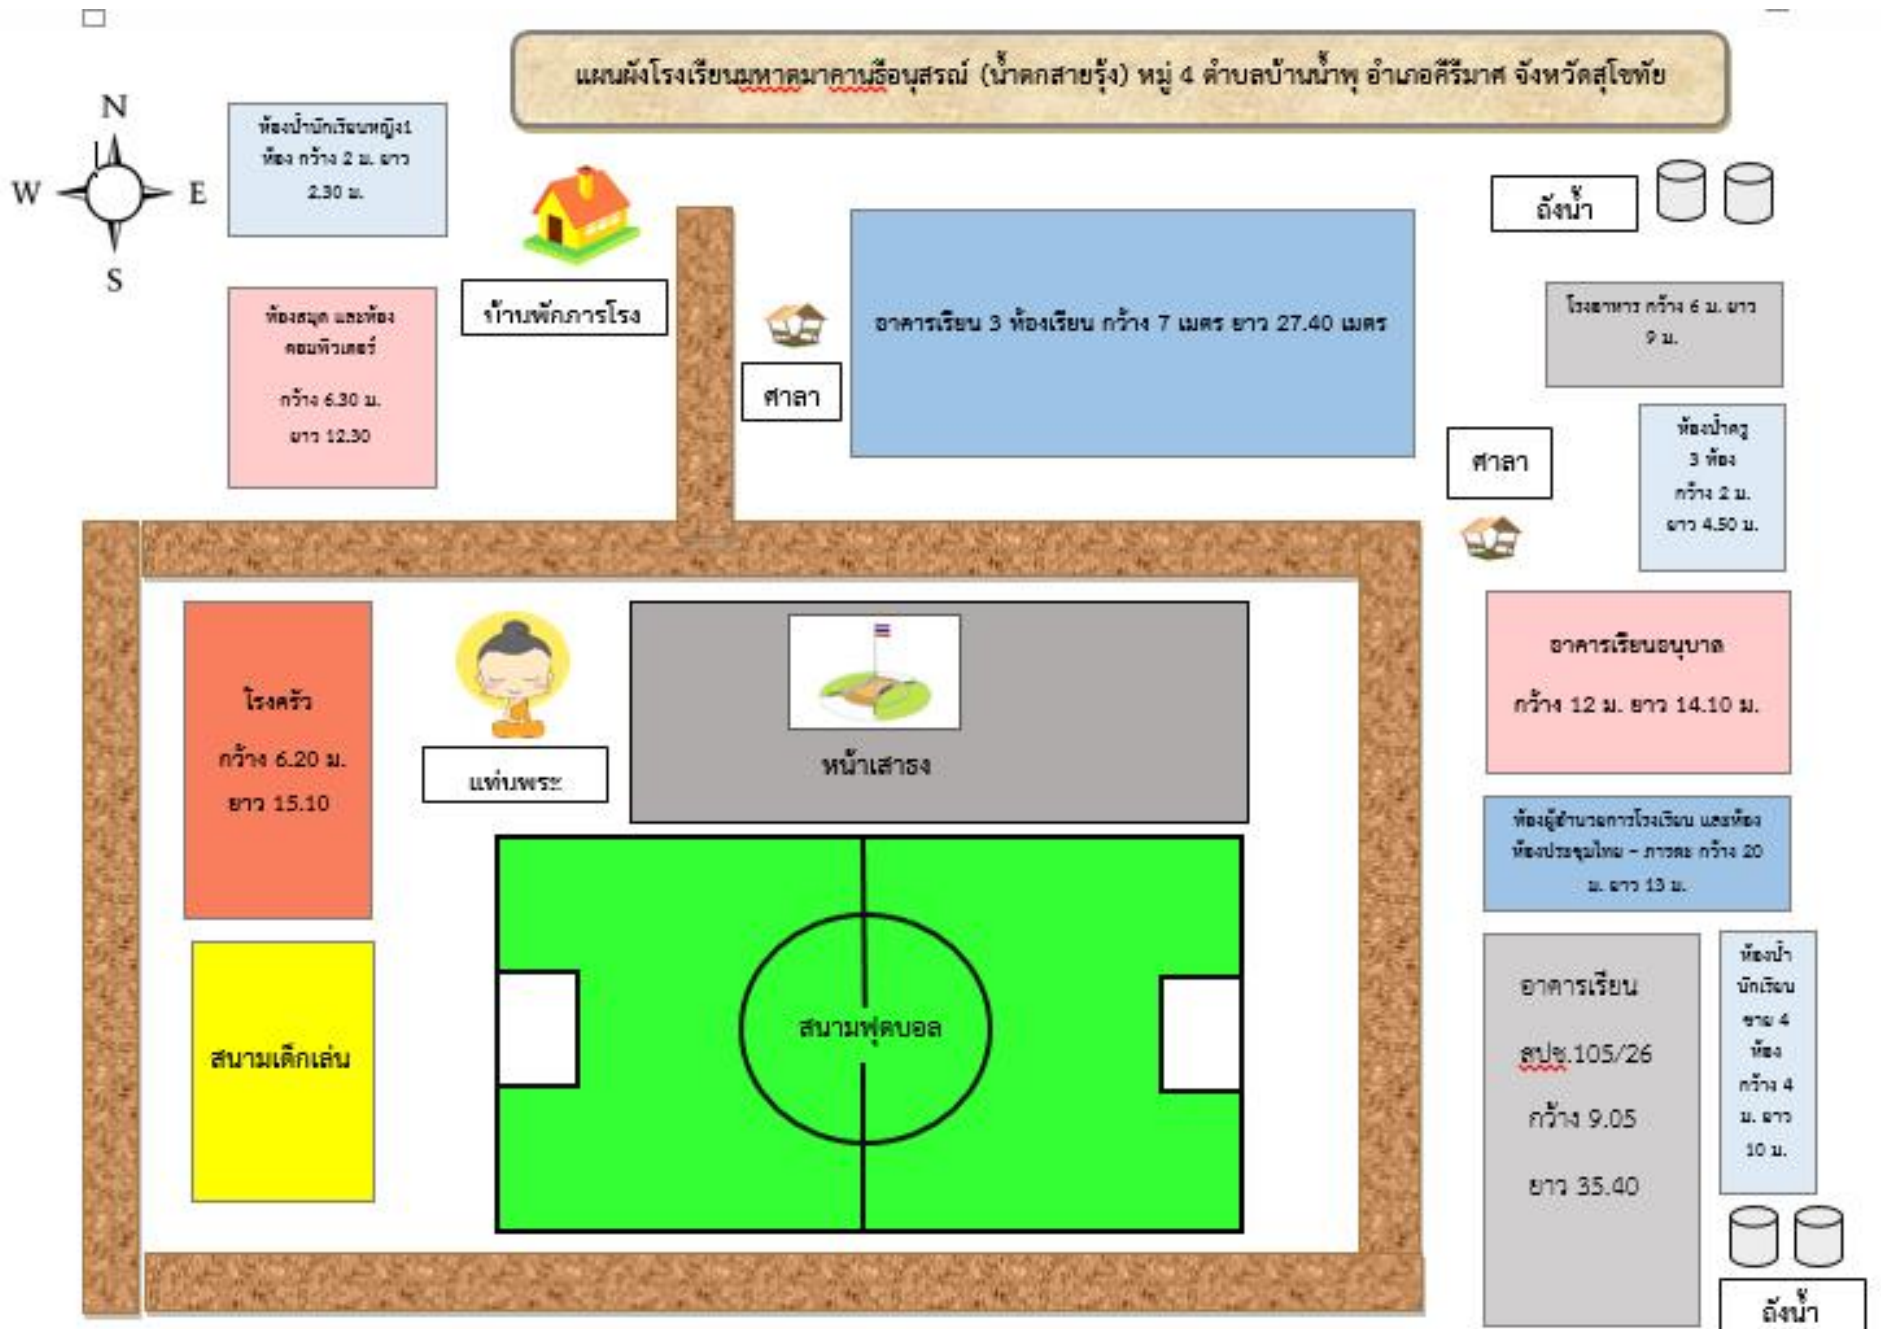 แผนผังโรงเรียนมหาตมาคานธีอนุสรณ์ (น้ำตกสายรุ้ง) หมู่ 4 ตำบลบ้านน้ำพุ อำเภอคีรีมาศ จังหวัดสุโขทัย
N
W
E
S
ห้องน้ำนักเรียนหญิง1
ห้อง กว้าง 2 ม. ยาว
2.30 ม.
ห้องสมุด และห้อง
คอมพิวเตอร์
กว้าง 6.30 ม.
ยาว 12.30
บ้านพักภารโรง
ศาลา
อาคารเรียน 3 ห้องเรียน กว้าง 7 เมตร ยาว 27.40 เมตร
ถังน้ำ
โรงอาหาร กว้าง 6 ม. ยาว
9 ม.
ศาลา
ห้องน้ำครู
3 ห้อง
กว้าง 2 ม.
ยาว 4.50 ม.
โรงครัว
กว้าง 6.20 ม.
ยาว 15.10
แท่นพระ
หน้าเสาธง
อาคารเรียนอนุบาล
กว้าง 12 ม. ยาว 14.10 ม.
ห้องผู้อำนวยการโรงเรียน และห้อง
ห้องประชุมไทย – ภารตะ กว้าง 20
ม. ยาว 13 ม.
สนามเด็กเล่น
สนามฟุตบอล
อาคารเรียน
สปช.105/26
กว้าง 9.05
ยาว 35.40
ห้องน้ำ
นักเรียน
ชาย 4
ห้อง
กว้าง 4
ม. ยาว
10 ม.
ถังน้ำ